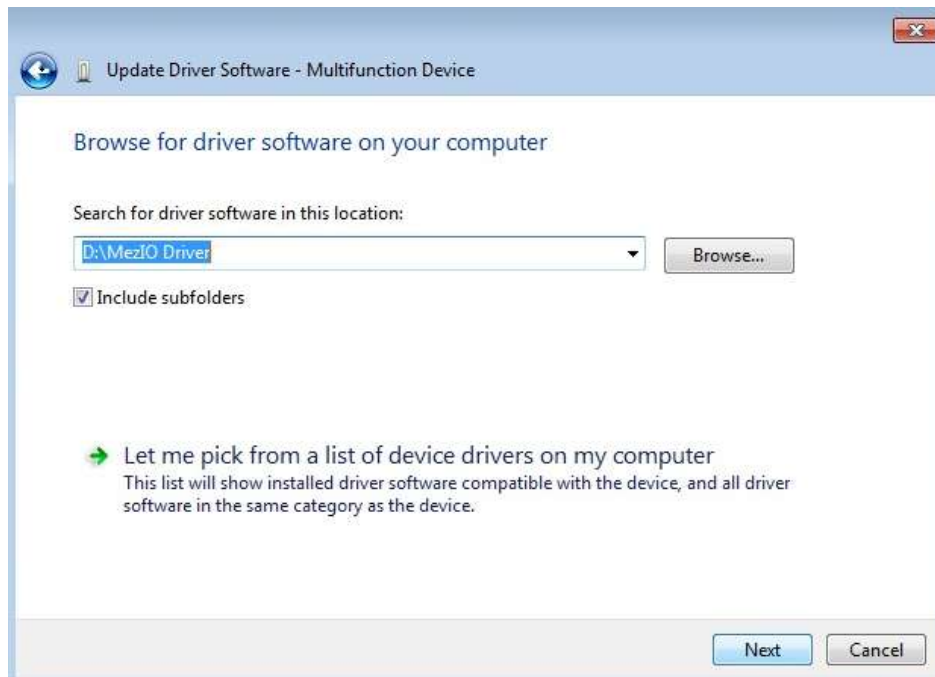 Update Driver Software - Multifunction Device
Browse for driver software on your computer
Search for driver software in this location:
D:\MezIO Driver
Browse...
Include subfolders
Let me pick from a list of device drivers on my computer
This list will show installed driver software compatible with the device, and all driver
software in the same category as the device.
Next
Cancel